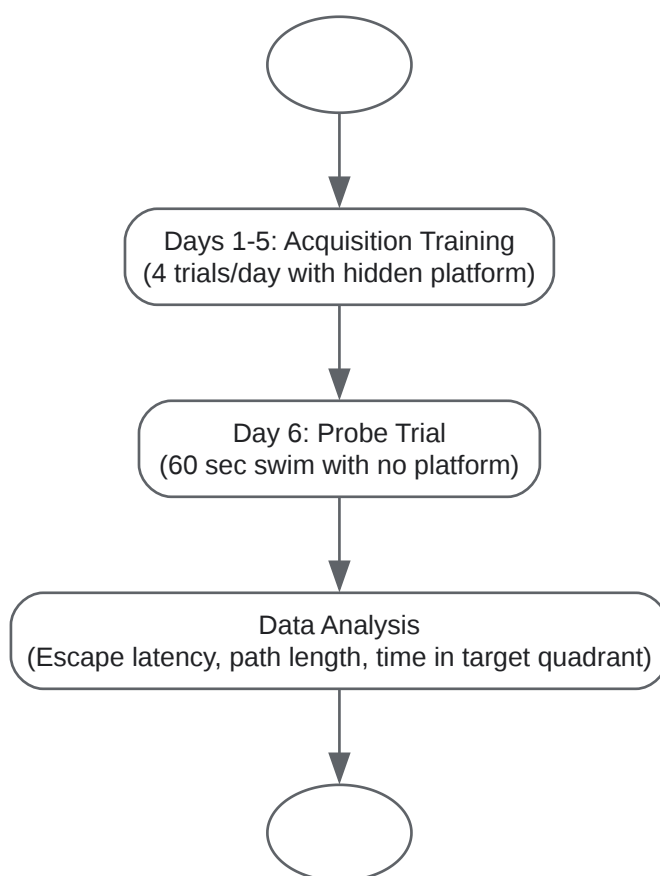 Days 1-5: Acquisition Training
(4 trials/day with hidden platform)
Day 6: Probe Trial
(60 sec swim with no platform)
Data Analysis
(Escape latency, path length, time in target quadrant)